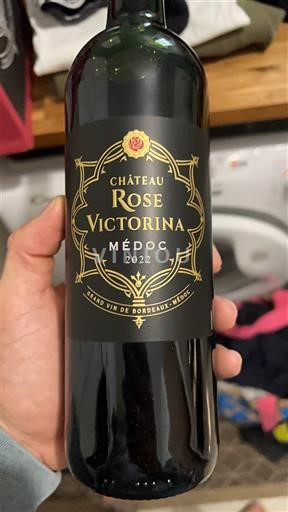 CHÂTEAU
ROSE
VICTORINA
MÉDOC
2022
GRAND VIN DE BORDEAUX - MÉDOC